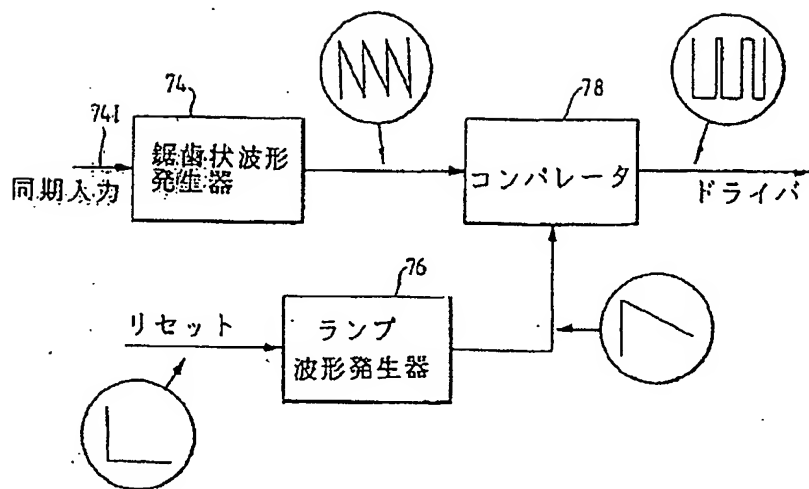 74
74I
78
鋸歯状波形
発生器
同期入力
コンパレータ
ドライバ
76
リセット
ランプ
波形発生器